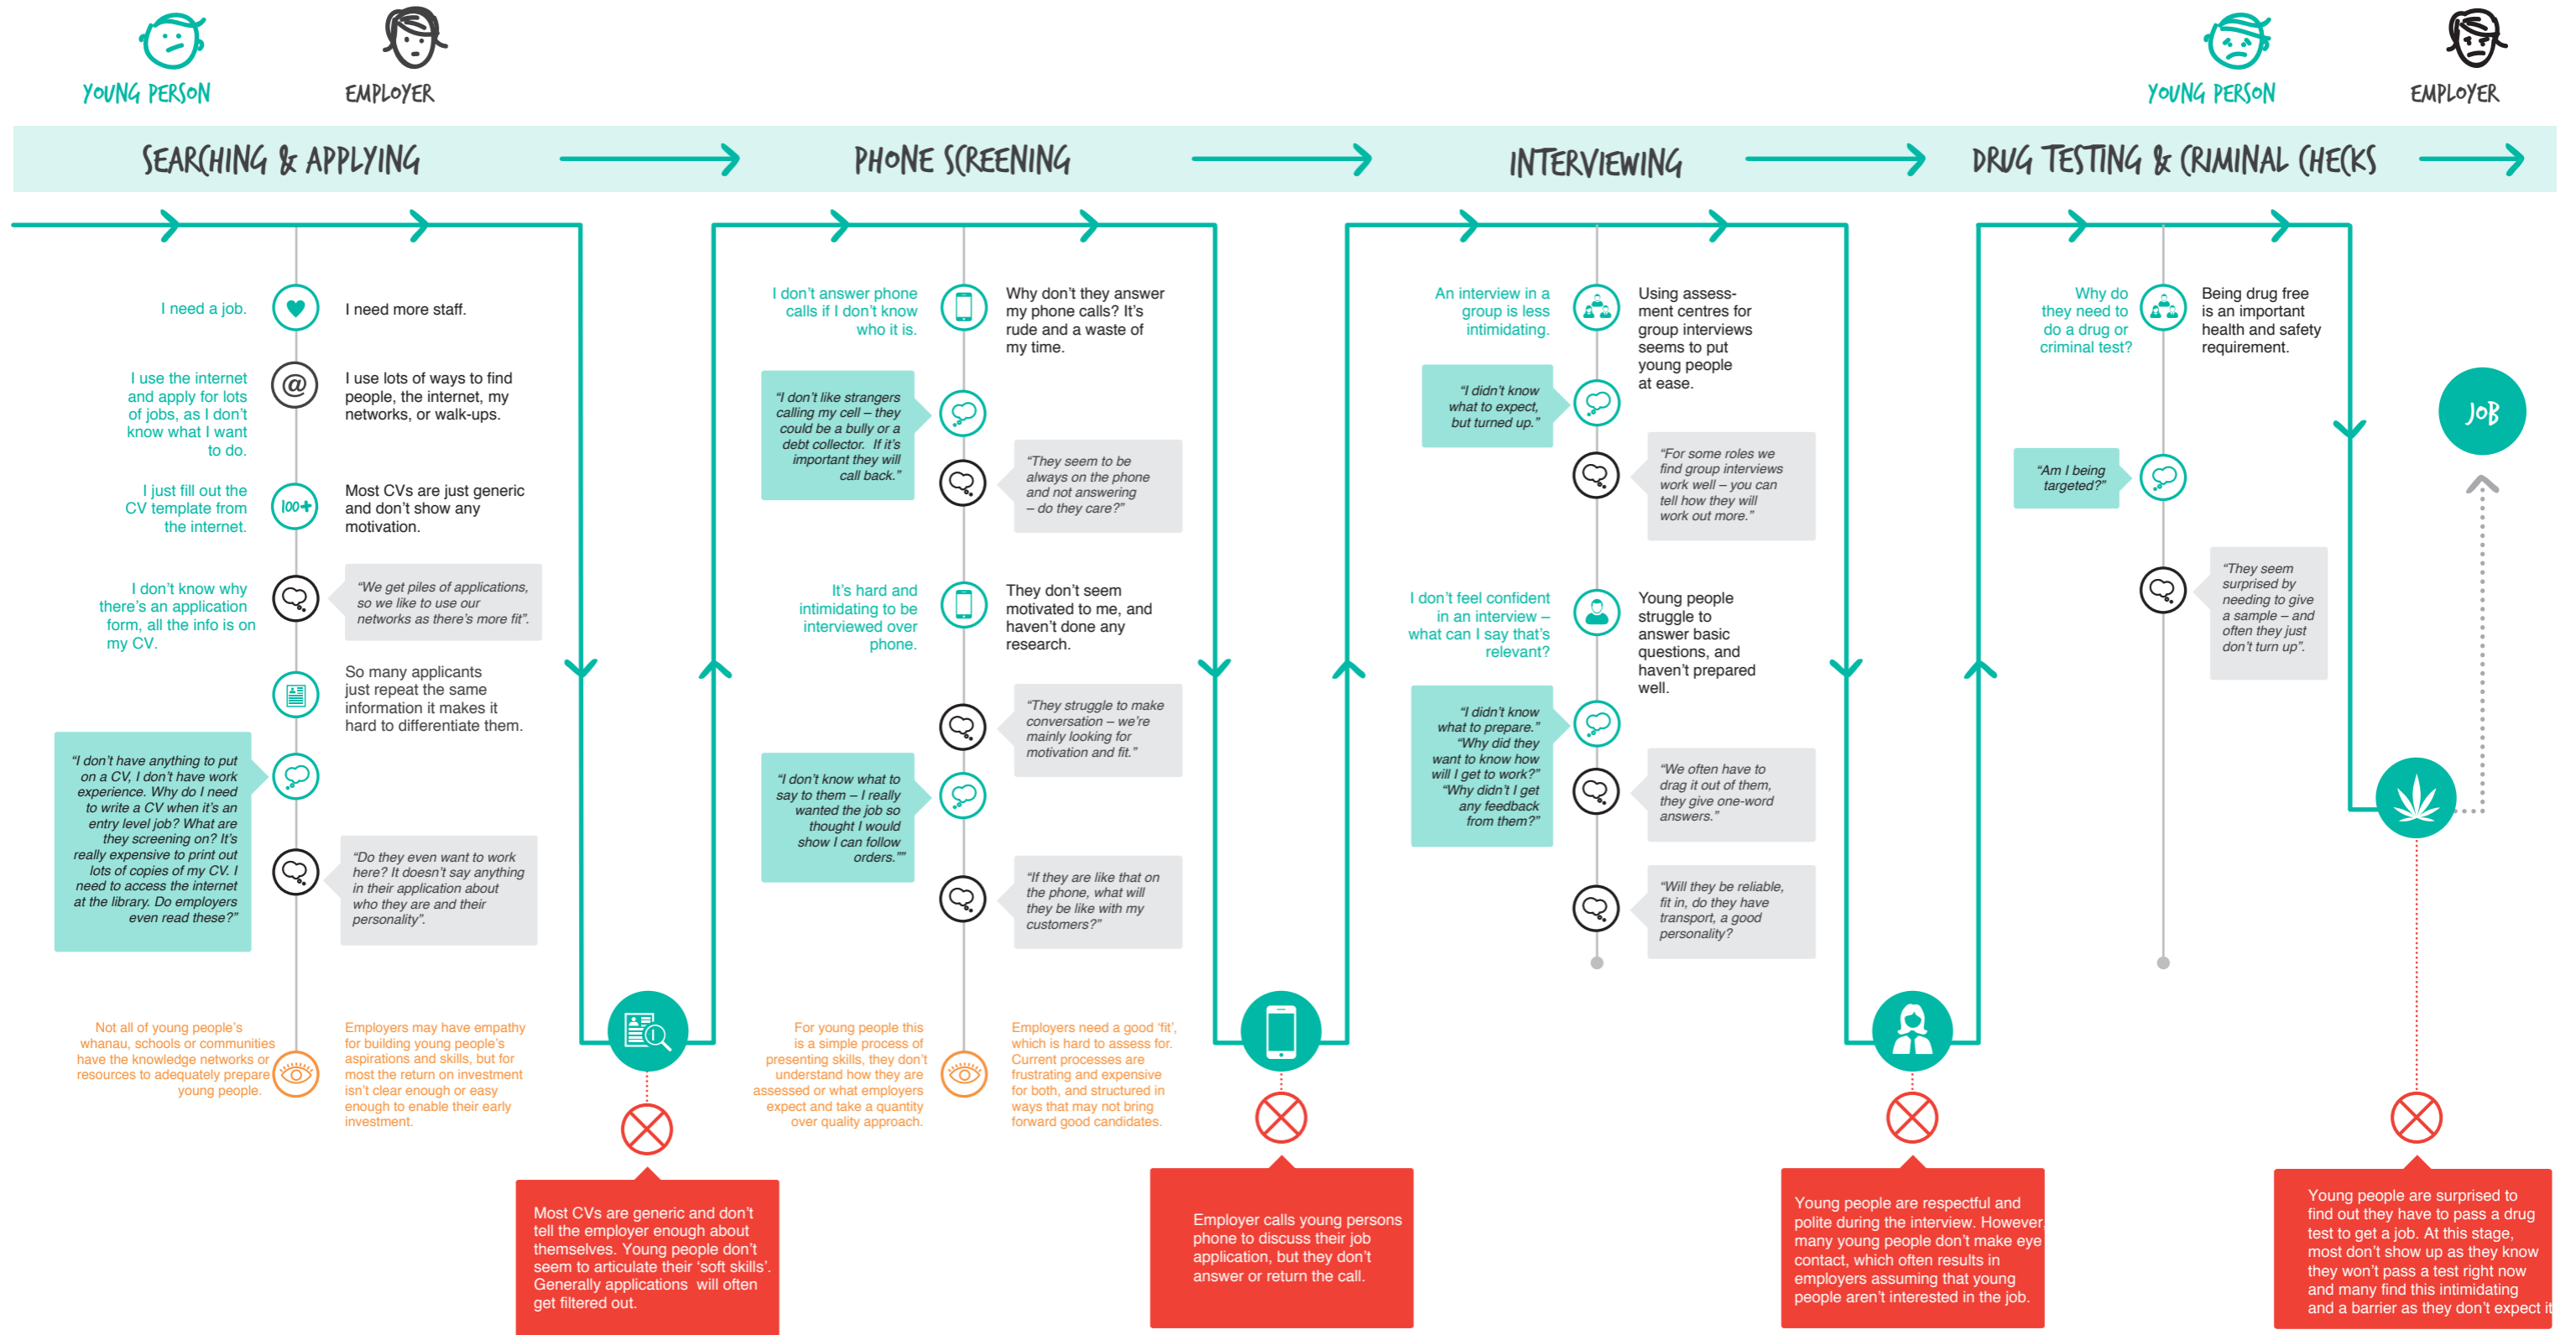 YOUNG PERSON
EMPLOYER
YOUNG PERSON
EMPLOYER
SEARCHING & APPLYING
PHONE SCREENING
INTERVIEWING
DRUG TESTING & CRIMINAL CHECKS
I need a job.
I need more staff.
I use the internet
and apply for lots
of jobs, as I don't
know what I want
to do.
@
I use lots of ways to find
people, the internet, my
networks, or walk-ups.
I just fill out the
CV template from
the internet.
100+
Most CVs are just generic
and don't show any
motivation.
I don't know why
there's an application
form, all the info is on
my CV.
“We get piles of applications,
so we like to use our
networks as there's more fit”.
So many applicants
just repeat the same
information it makes it
hard to differentiate them.
“I don't have anything to put
on a CV, I don't have work
experience. Why do I need
to write a CV when it's an
entry level job? What are
they screening on? It's
really expensive to print out
lots of copies of my CV. I
need to access the internet
at the library. Do employers
even read these?”
“Do they even want to work
here? It doesn't say anything
in their application about
who they are and their
personality”.
Not all of young people's
whanau, schools or communities
have the knowledge networks or
resources to adequately prepare
young people.
Employers may have empathy
for building young people's
aspirations and skills, but for
most the return on investment
isn't clear enough or easy
enough to enable their early
investment.
Most CVs are generic and don't
tell the employer enough about
themselves. Young people don't
seem to articulate their 'soft skills'.
Generally applications will often
get filtered out.
I don't answer phone
calls if I don't know
who it is.
Why don't they answer
my phone calls? It's
rude and a waste of
my time.
“I don't like strangers
calling my cell – they
could be a bully or a
debt collector. If it's
important they will
call back.”
“They seem to be
always on the phone
and not answering
– do they care?”
It's hard and
intimidating to be
interviewed over
phone.
They don't seem
motivated to me, and
haven't done any
research.
“They struggle to make
conversation – we're
mainly looking for
motivation and fit.”
“I don't know what to
say to them – I really
wanted the job so
thought I would
show I can follow
orders.””
“If they are like that on
the phone, what will
they be like with my
customers?”
For young people this
is a simple process of
presenting skills, they don't
understand how they are
assessed or what employers
expect and take a quantity
over quality approach.
Employers need a good 'fit',
which is hard to assess for.
Current processes are
frustrating and expensive
for both, and structured in
ways that may not bring
forward good candidates.
Employer calls young persons
phone to discuss their job
application, but they don't
answer or return the call.
An interview in a
group is less
intimidating.
Using assess-
ment centres for
group interviews
seems to put
young people
at ease.
“I didn't know
what to expect,
but turned up.”
“For some roles we
find group interviews
work well – you can
tell how they will
work out more.”
I don't feel confident
in an interview –
what can I say that's
relevant?
Young people
struggle to
answer basic
questions, and
haven't prepared
well.
“I didn't know
what to prepare.”
“Why did they
want to know how
will I get to work?”
“Why didn't I get
any feedback
from them?”
“We often have to
drag it out of them,
they give one-word
answers.”
“Will they be reliable,
fit in, do they have
transport, a good
personality?
Young people are respectful and
polite during the interview. However,
many young people don't make eye
contact, which often results in
employers assuming that young
people aren't interested in the job.
Why do
they need to
do a drug or
criminal test?
Being drug free
is an important
health and safety
requirement.
“Am I being
targeted?”
“They seem
surprised by
needing to give
a sample – and
often they just
don't turn up”.
JOB
Young people are surprised to
find out they have to pass a drug
test to get a job. At this stage,
most don't show up as they know
they won't pass a test right now
and many find this intimidating
and a barrier as they don't expect it